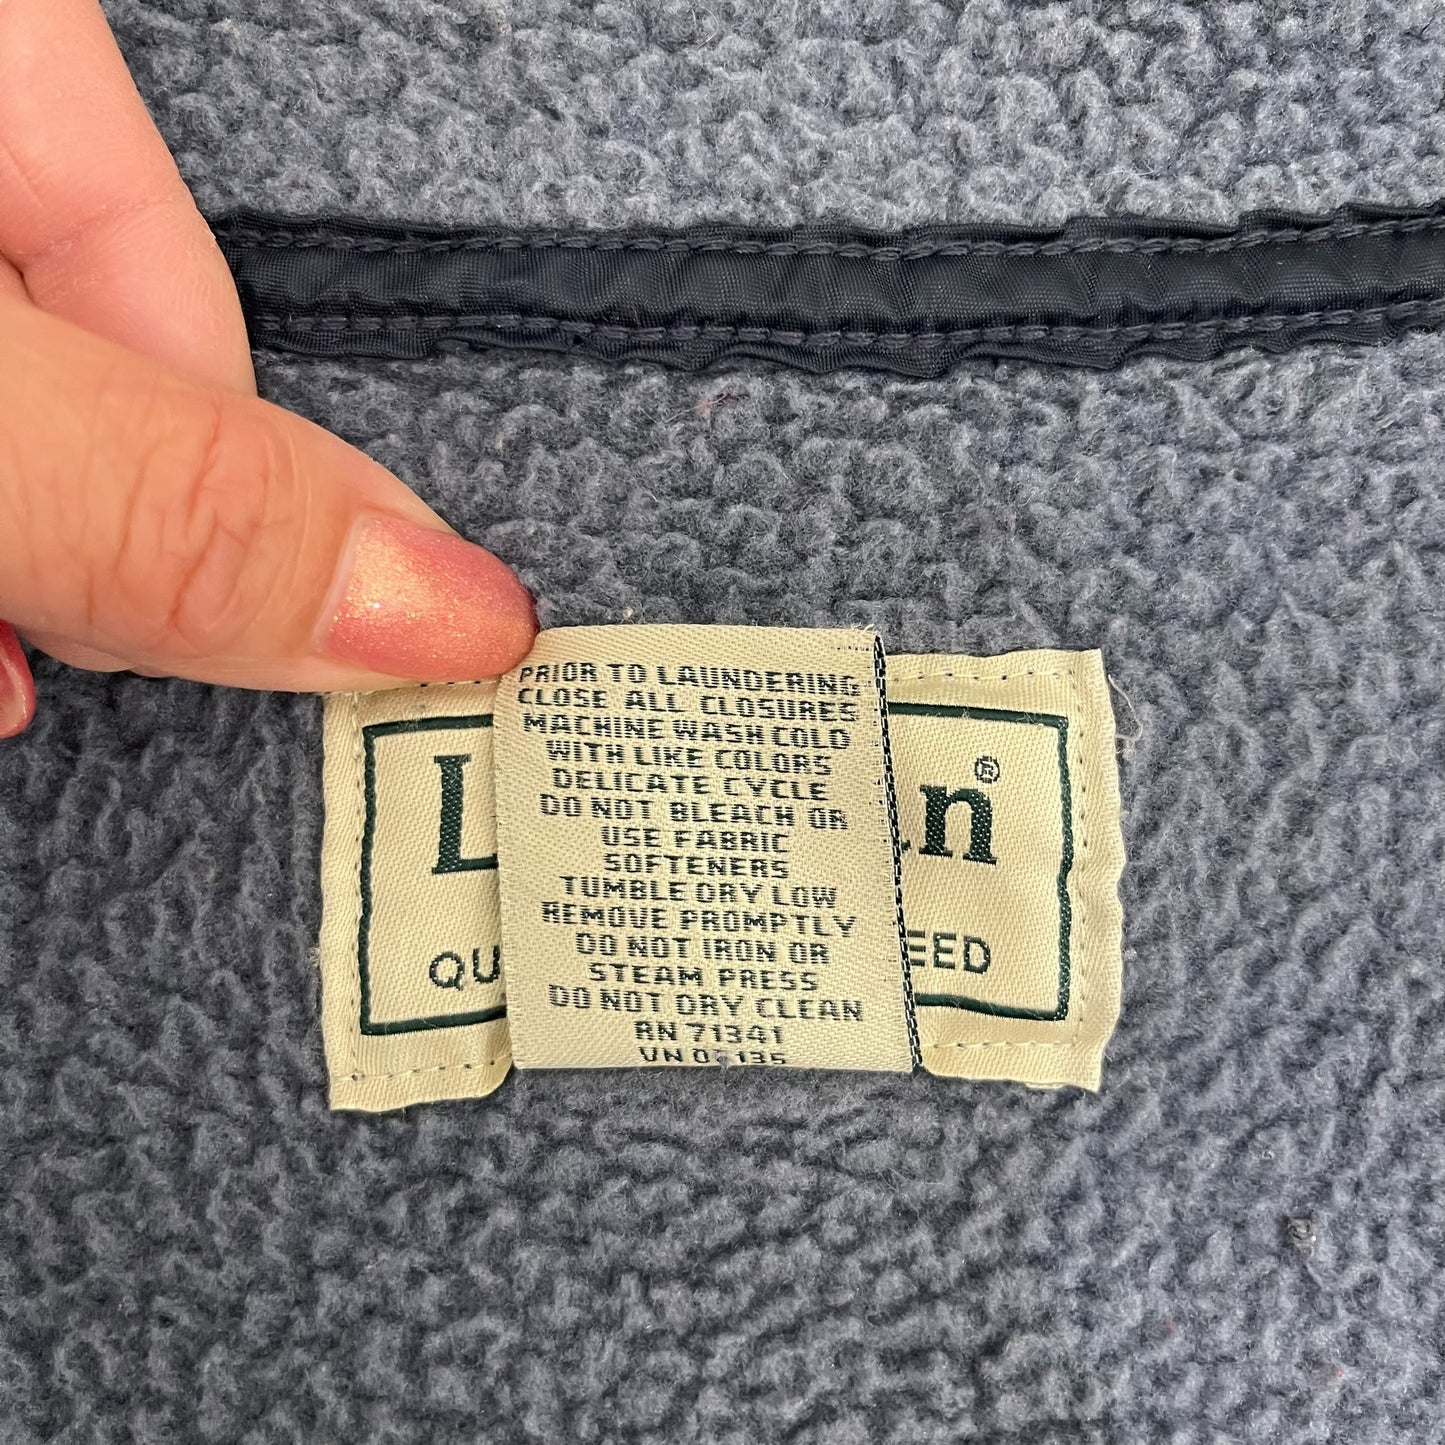 PRIOR TO LAUNDERING
CLOSE ALL CLOSURES
MACHINE WASH COLD
WITH LIKE COLORS
DELICATE CYCLE
DO NOT BLEACH OR
USE FABRIC
SOFTENERS
TUMBLE DRY LOW
REMOVE PROMPTLY
DO NOT IRON OR
STEAM PRESS
DO NOT DRY CLEAN
RN 71341
VN
L
an®
QU
EED